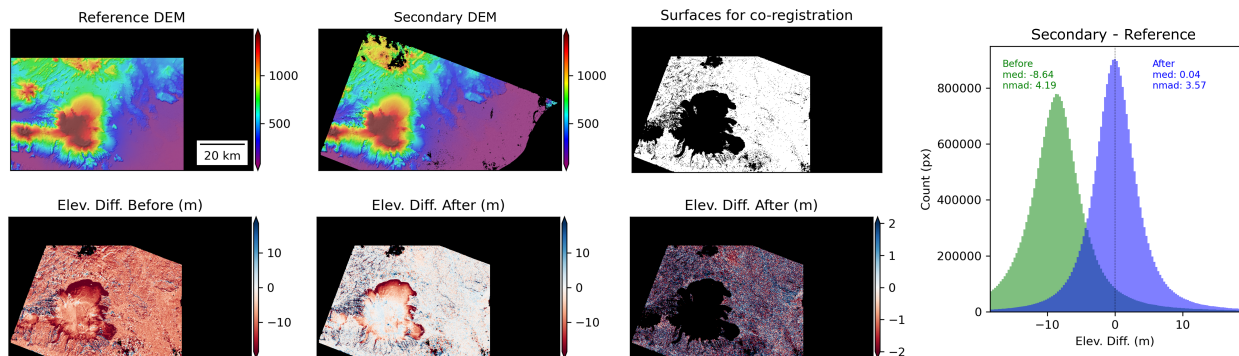 Reference DEM
1000
500
20 km
Secondary DEM
1000
500
Surfaces for co-registration
Secondary - Reference
Before
med: -8.64
nmad: 4.19
After
med: 0.04
nmad: 3.57
Count (px)
800000
600000
400000
200000
0
−10
0
10
Elev. Diff. (m)
Elev. Diff. Before (m)
10
0
−10
Elev. Diff. After (m)
10
0
−10
Elev. Diff. After (m)
2
1
0
−1
−2